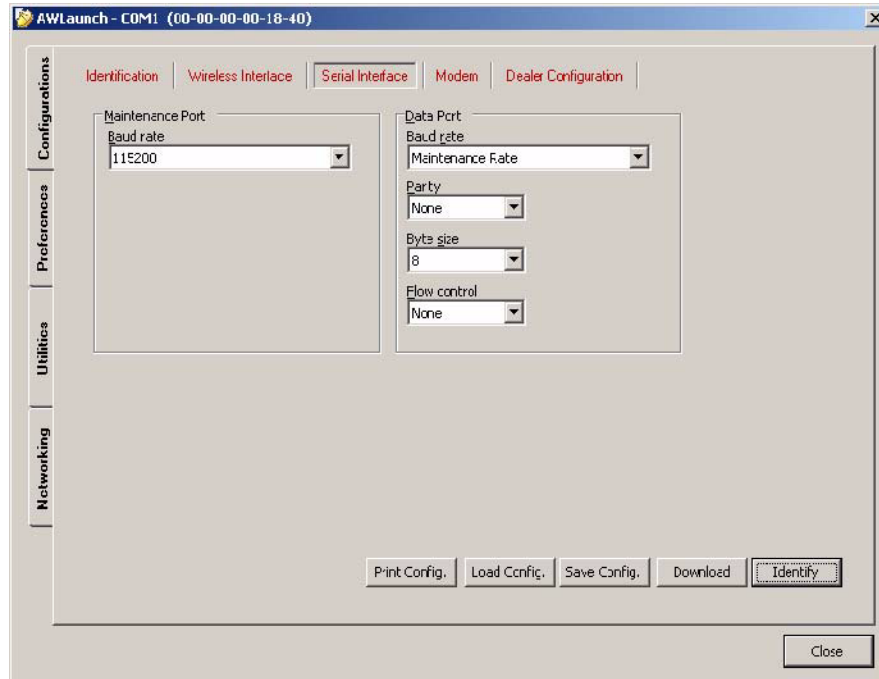 AWLaunch - COM1 (00-00-00-00-18-40)
Configurations
Preferences
Utilities
Networking
Identification Wireless Interface Serial Interface Modem Dealer Configuration
Maintenance Port
Baud rate
115200
Data Port
Baud rate
Maintenance Rate
Party
None
Byte size
8
Flow control
None
Print Config. Load Config. Save Config. Download Identify
Close